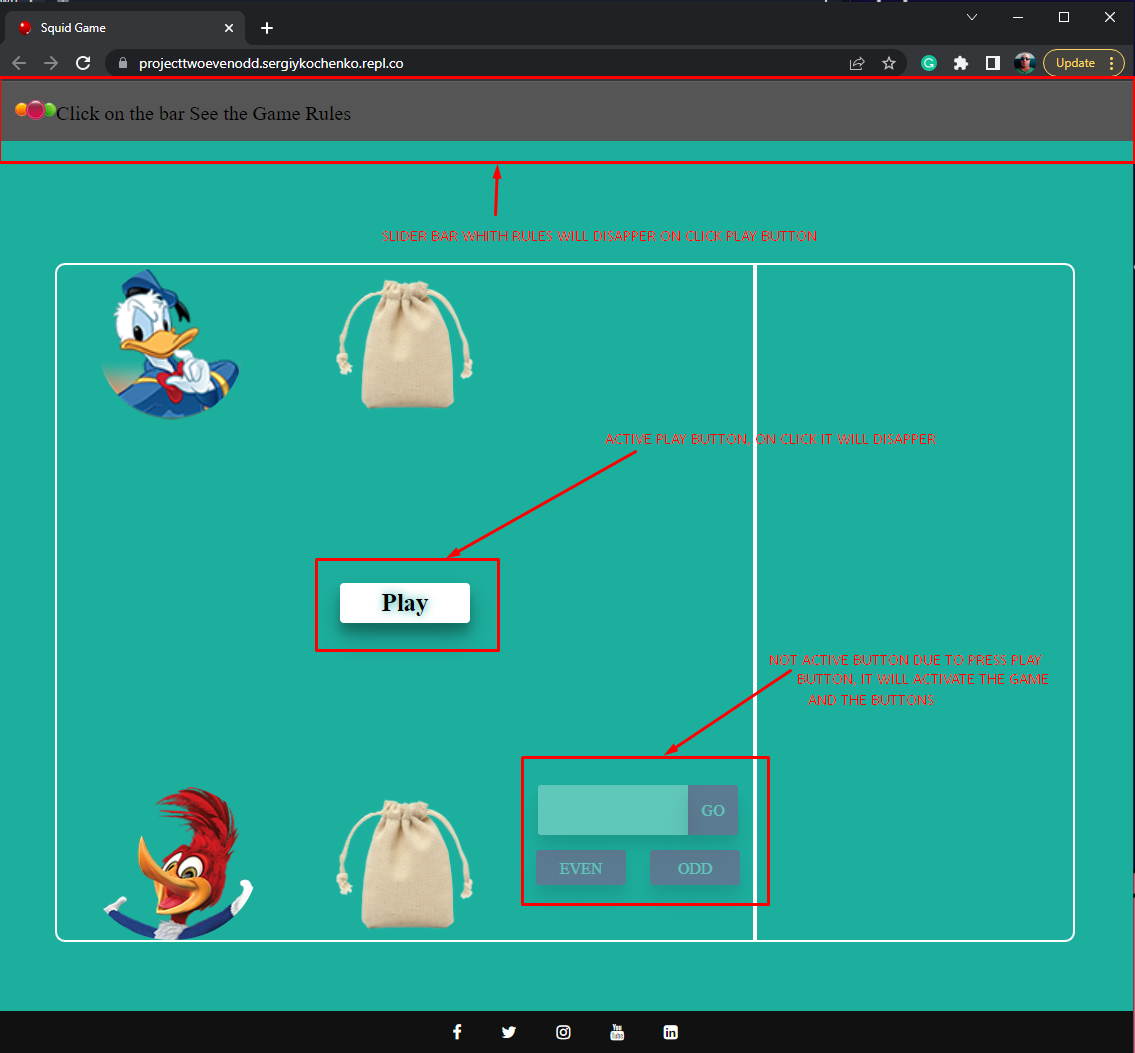 Squid Game
projecttwoevenodd.sergiykochenko.repl.co
Update
Click on the bar See the Game Rules
SLIDER BAR WHITH RULES WILL DISAPPER ON CLICK PLAY BUTTON
ACTIVE PLAY BUTTON, ON CLICK IT WILL DISAPPER
Play
NOT ACTIVE BUTTON DUE TO PRESS PLAY
BUTTON, IT WILL ACTIVATE THE GAME
AND THE BUTTONS
GO
EVEN ODD
You
Tube